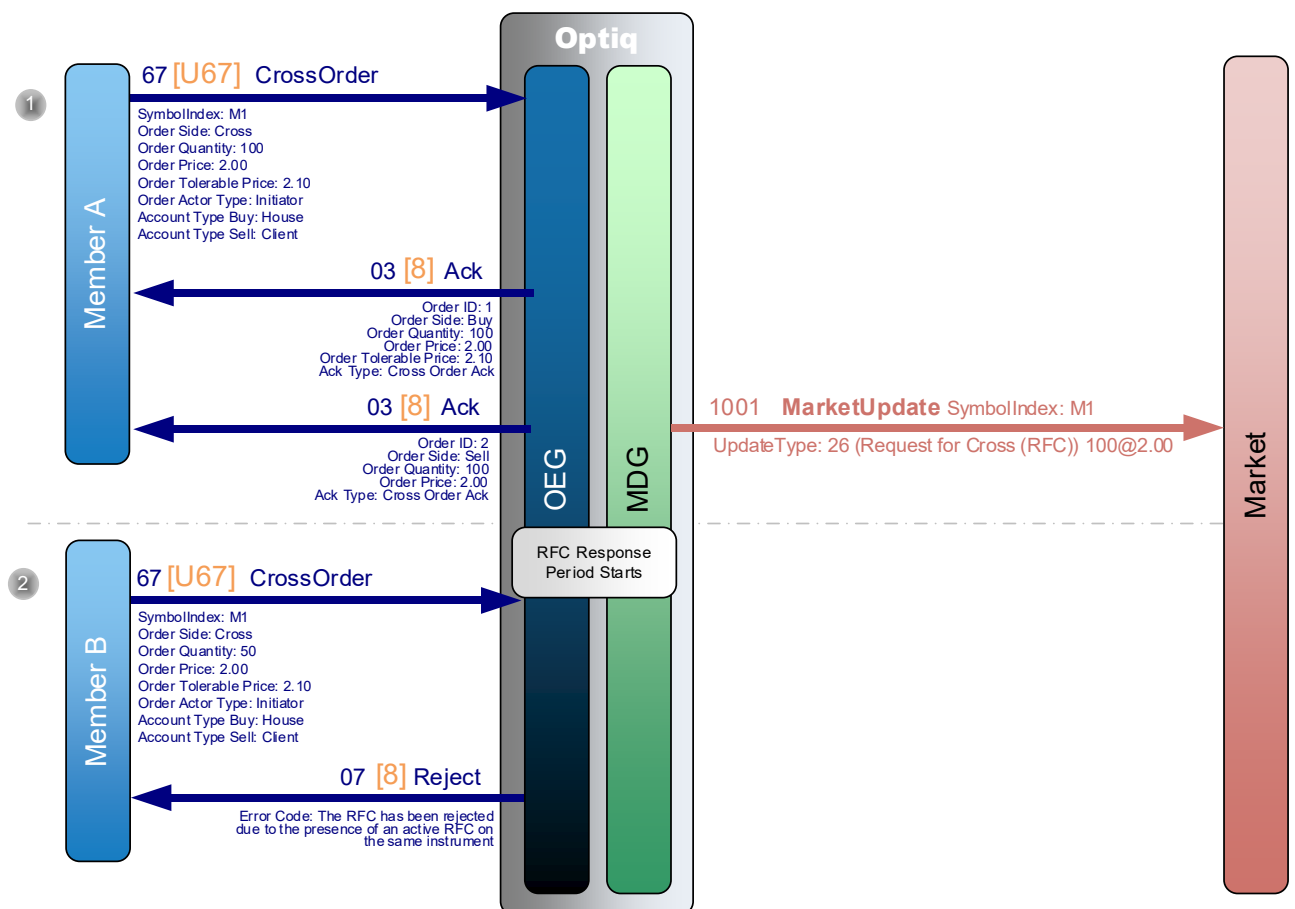 Optiq
67 [U67] CrossOrder
1
SymbolIndex: M1
Order Side: Cross
Order Quantity: 100
Order Price: 2.00
Order Tolerable Price: 2.10
Order Actor Type: Initiator
Account Type Buy: House
Account Type Sell: Client
Member A
03 [8] Ack
Order ID: 1
Order Side: Buy
Order Quantity: 100
Order Price: 2.00
Order Tolerable Price: 2.10
Ack Type: Cross Order Ack
03 [8] Ack
Order ID: 2
Order Side: Sell
Order Quantity: 100
Order Price: 2.00
Ack Type: Cross Order Ack
OEG
MDG
1001 MarketUpdate SymbolIndex: M1
UpdateType: 26 (Request for Cross (RFC)) 100@2.00
Market
RFC Response
Period Starts
2
67 [U67] CrossOrder
SymbolIndex: M1
Order Side: Cross
Order Quantity: 50
Order Price: 2.00
Order Tolerable Price: 2.10
Order Actor Type: Initiator
Account Type Buy: House
Account Type Sell: Client
Member B
07 [8] Reject
Error Code: The RFC has been rejected
due to the presence of an active RFC on
the same instrument